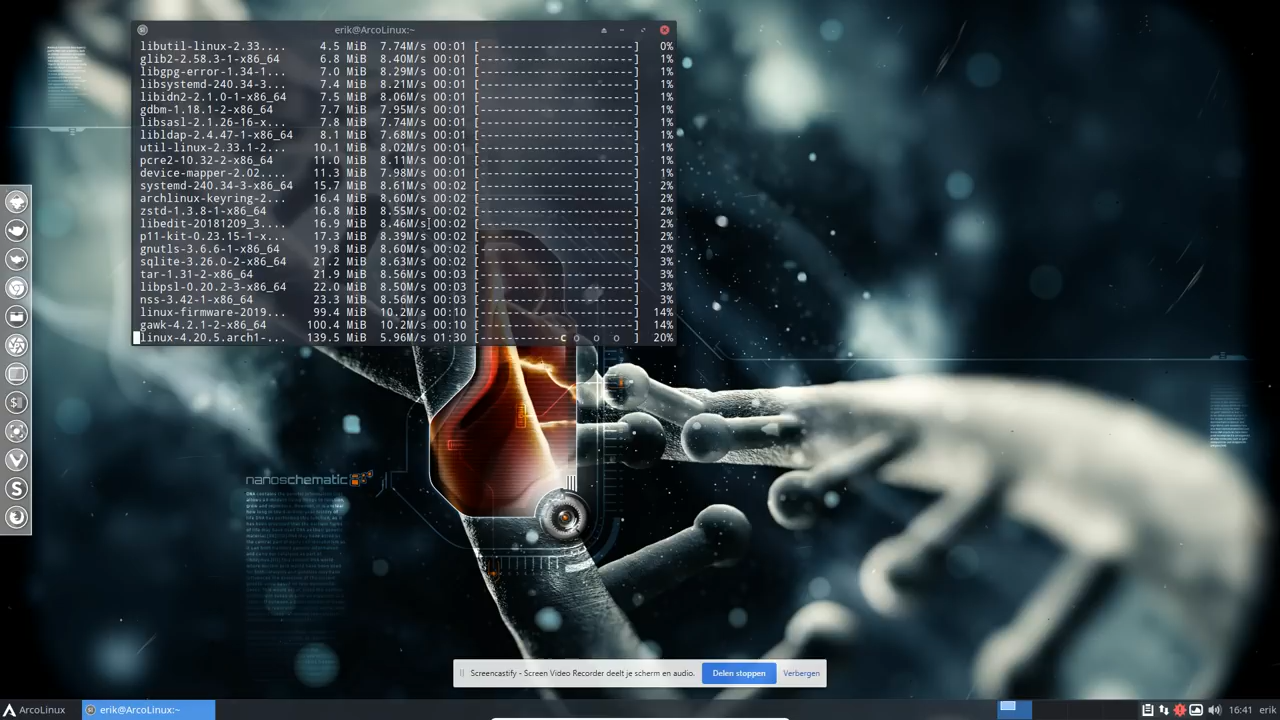 erik@ArcoLinux:~
libutil-linux-2.33.... 4.5 MiB 7.74M/s 00:01 [----------------------] 0%
glib2-2.58.3-1-x86_64 6.8 MiB 8.40M/s 00:01 [----------------------] 1%
libgpg-error-1.34-1... 7.0 MiB 8.29M/s 00:01 [----------------------] 1%
libsystemd-240.34-3... 7.4 MiB 8.21M/s 00:01 [----------------------] 1%
libidn2-2.1.0-1-x86_64 7.5 MiB 8.06M/s 00:01 [----------------------] 1%
gdbm-1.18.1-2-x86_64 7.7 MiB 7.95M/s 00:01 [----------------------] 1%
libsasl-2.1.26-16-x... 7.8 MiB 7.74M/s 00:01 [----------------------] 1%
libldap-2.4.47-1-x86_64 8.1 MiB 7.68M/s 00:01 [----------------------] 1%
util-linux-2.33.1-2... 10.1 MiB 8.02M/s 00:01 [----------------------] 1%
pcre2-10.32-2-x86_64 11.0 MiB 8.11M/s 00:01 [----------------------] 1%
device-mapper-2.02.... 11.3 MiB 7.98M/s 00:01 [----------------------] 1%
systemd-240.34-3-x86_64 15.7 MiB 8.61M/s 00:02 [----------------------] 2%
archlinux-keyring-2... 16.4 MiB 8.60M/s 00:02 [----------------------] 2%
zstd-1.3.8-1-x86_64 16.8 MiB 8.55M/s 00:02 [----------------------] 2%
libedit-20181209_3.... 16.9 MiB 8.46M/s 00:02 [----------------------] 2%
p11-kit-0.23.15-1-x... 17.3 MiB 8.39M/s 00:02 [----------------------] 2%
gnutls-3.6.6-1-x86_64 19.8 MiB 8.60M/s 00:02 [----------------------] 2%
sqlite-3.26.0-2-x86_64 21.2 MiB 8.63M/s 00:02 [----------------------] 3%
tar-1.31-2-x86_64 21.9 MiB 8.56M/s 00:03 [----------------------] 3%
libpsl-0.20.2-3-x86_64 22.0 MiB 8.50M/s 00:03 [----------------------] 3%
nss-3.42-1-x86_64 23.3 MiB 8.56M/s 00:03 [----------------------] 3%
linux-firmware-2019... 99.4 MiB 10.2M/s 00:10 [----------------------] 14%
gawk-4.2.1-2-x86_64 100.4 MiB 10.2M/s 00:10 [----------------------] 14%
linux-4.20.5.arch1-... 139.5 MiB 5.96M/s 01:30 [------------c o o o ] 20%
nanoschematic
Screencastify - Screen Video Recorder deelt je scherm en audio.
Delen stoppen
Verbergen
ArcoLinux
erik@ArcoLinux:~
16:41
erik